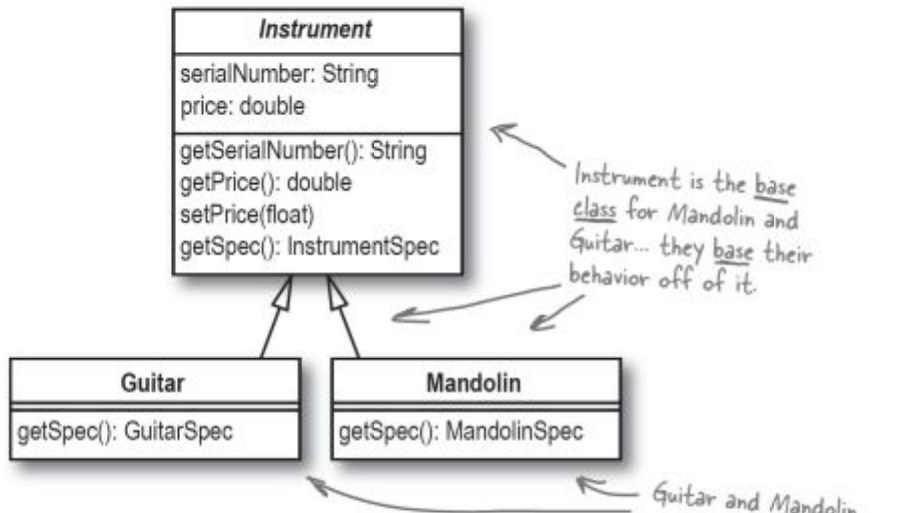 Instrument
serialNumber: String
price: double
getSerialNumber(): String
getPrice(): double
setPrice(float)
getSpec(): InstrumentSpec
Instrument is the base
class for Mandolin and
Guitar... they base their
behavior off of it.
Guitar
getSpec(): GuitarSpec
Mandolin
getSpec(): MandolinSpec
Guitar and Mandolin